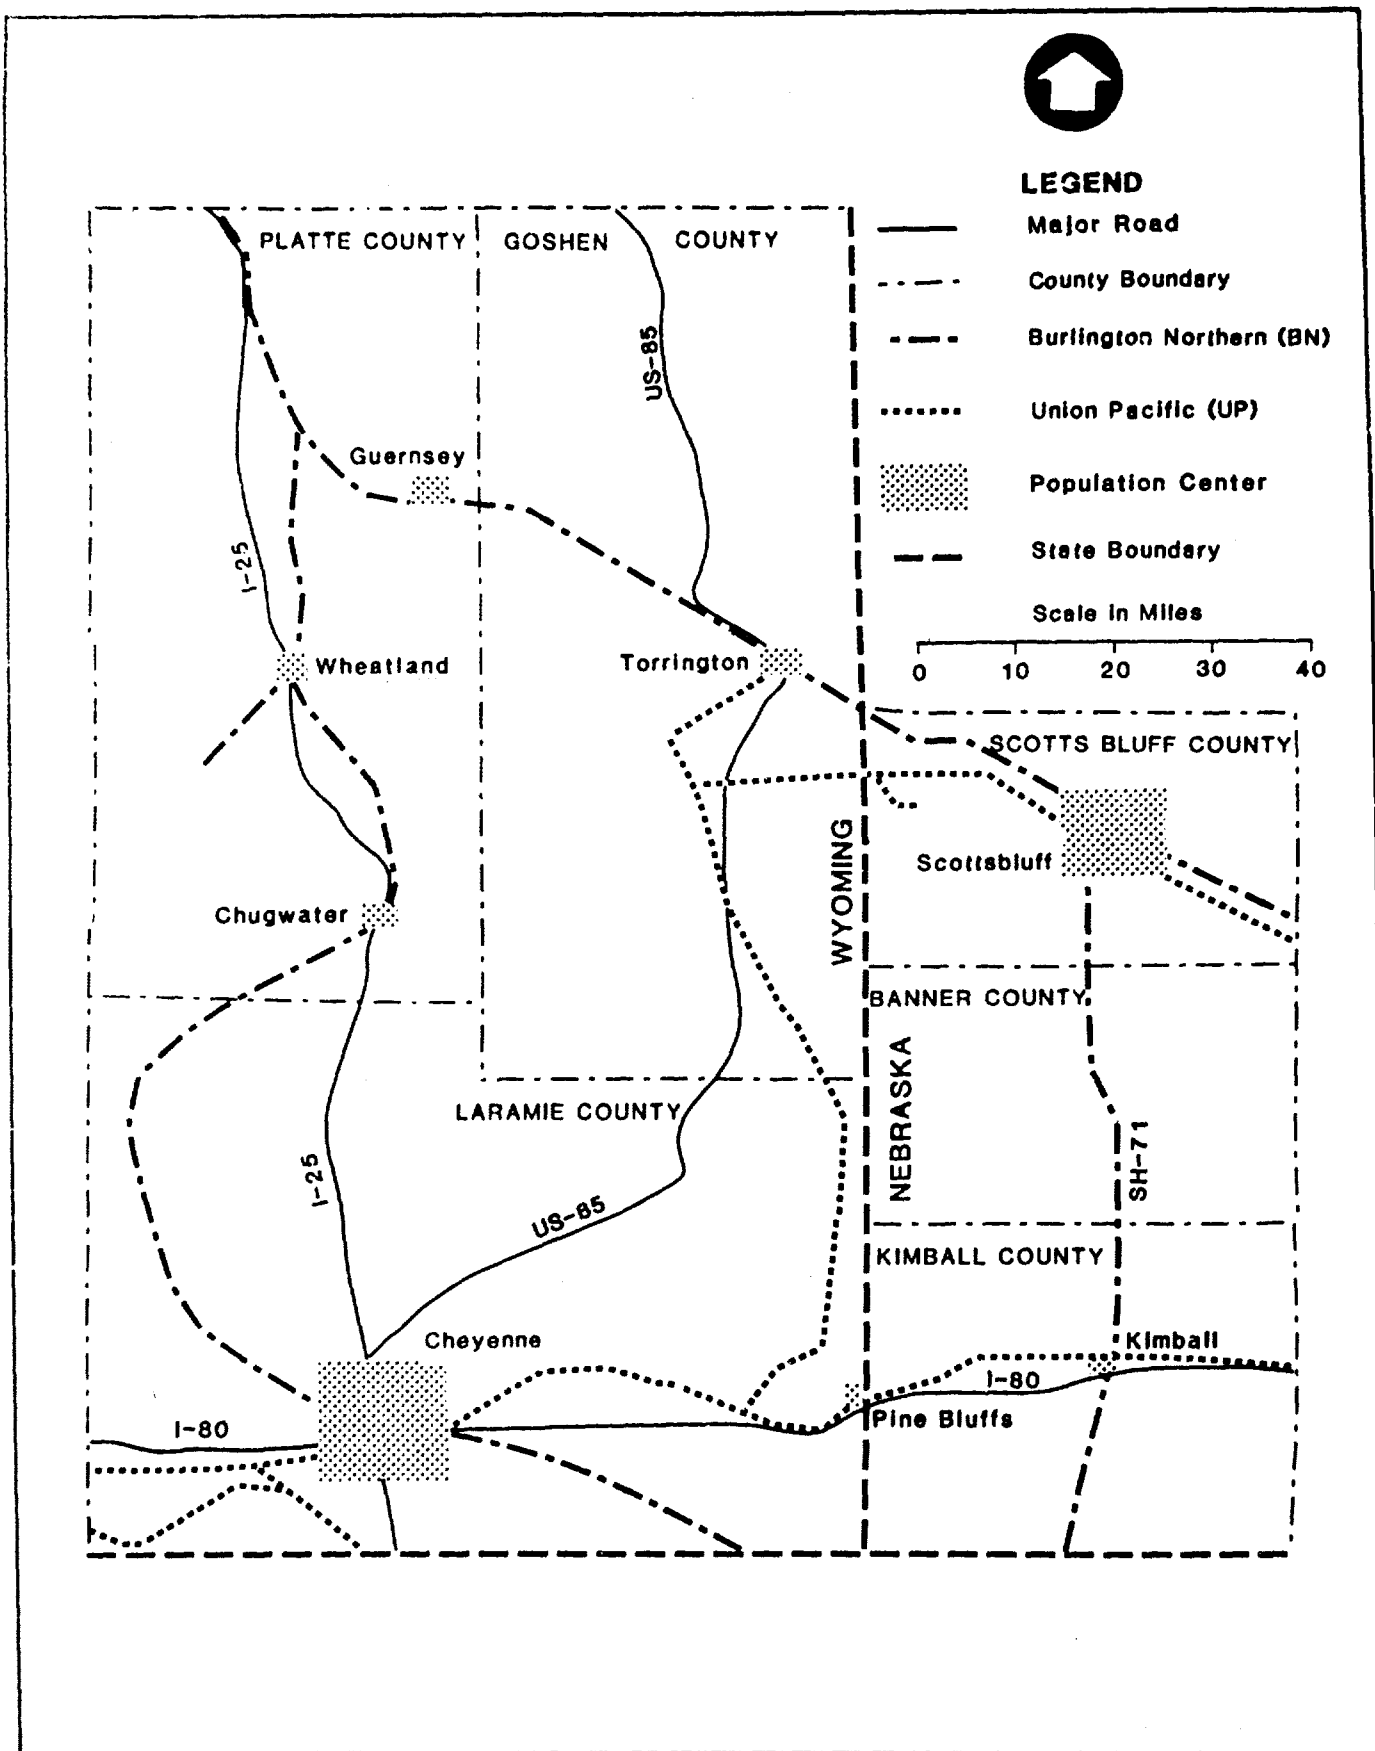 LEGEND
Major Road
County Boundary
Burlington Northern (BN)
Union Pacific (UP)
Population Center
State Boundary
Scale in Miles
0 10 20 30 40
PLATTE COUNTY
GOSHEN COUNTY
US-85
Guernsey
I-25
Wheatland
Torrington
SCOTTS BLUFF COUNTY
WYOMING
Scottsbluff
Chugwater
BANNER COUNTY
NEBRASKA
LARAMIE COUNTY
SH-71
I-25
US-85
KIMBALL COUNTY
Cheyenne
Kimball
I-80
Pine Bluffs
I-80